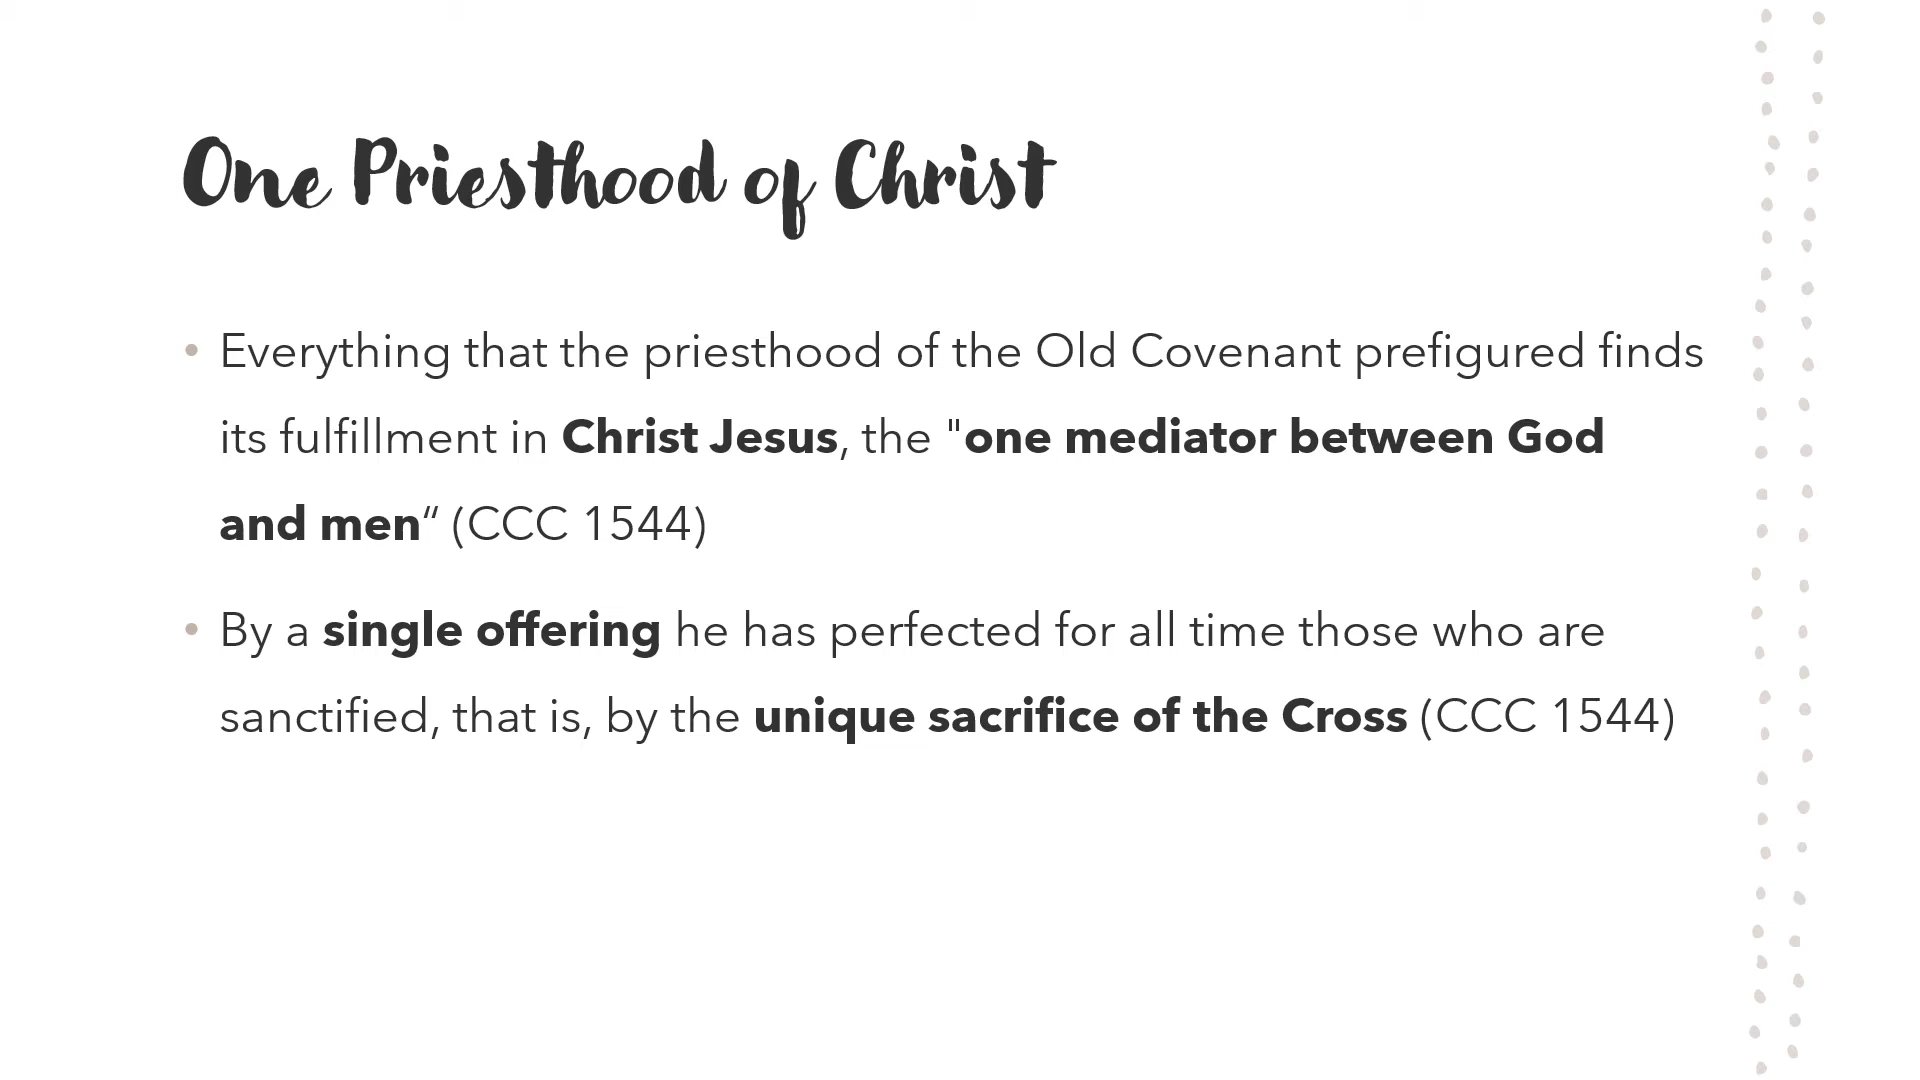 One Priesthood of Christ
• Everything that the priesthood of the Old Covenant prefigured finds
its fulfillment in Christ Jesus, the "one mediator between God
and men“ (CCC 1544)
• By a single offering he has perfected for all time those who are
sanctified, that is, by the unique sacrifice of the Cross (CCC 1544)